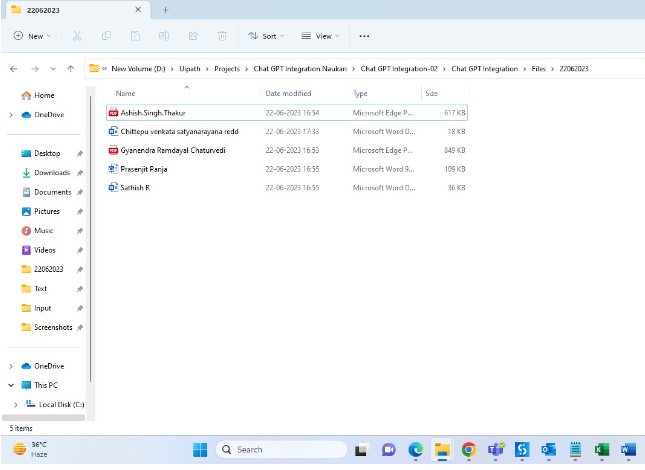 22062023
New
Sort
View
New Volume (D:) > Uipath > Projects > Chat GPT Integration Naukari > Chat GPT Integration-02 > Chat GPT Integration > Files > 22062023
Name Date modified Type Size
Home
OneDrive
Desktop
Downloads
Documents
Pictures
Music
Videos
22062023
Text
Input
Screenshots
OneDrive
This PC
Local Disk (C:)
Ashish.Singh.Thakur 22-06-2023 16:54 Microsoft Edge P... 617 KB
Chittepu venkata satyanarayana redd 22-06-2023 17:33 Microsoft Word D... 18 KB
Gyanendra Ramdayal Chaturvedi 22-06-2023 16:53 Microsoft Edge P... 849 KB
Prasenjit Panja 22-06-2023 16:55 Microsoft Word 9... 109 KB
Sathish R 22-06-2023 16:55 Microsoft Word D... 36 KB
5 items
36°C
Haze
Search